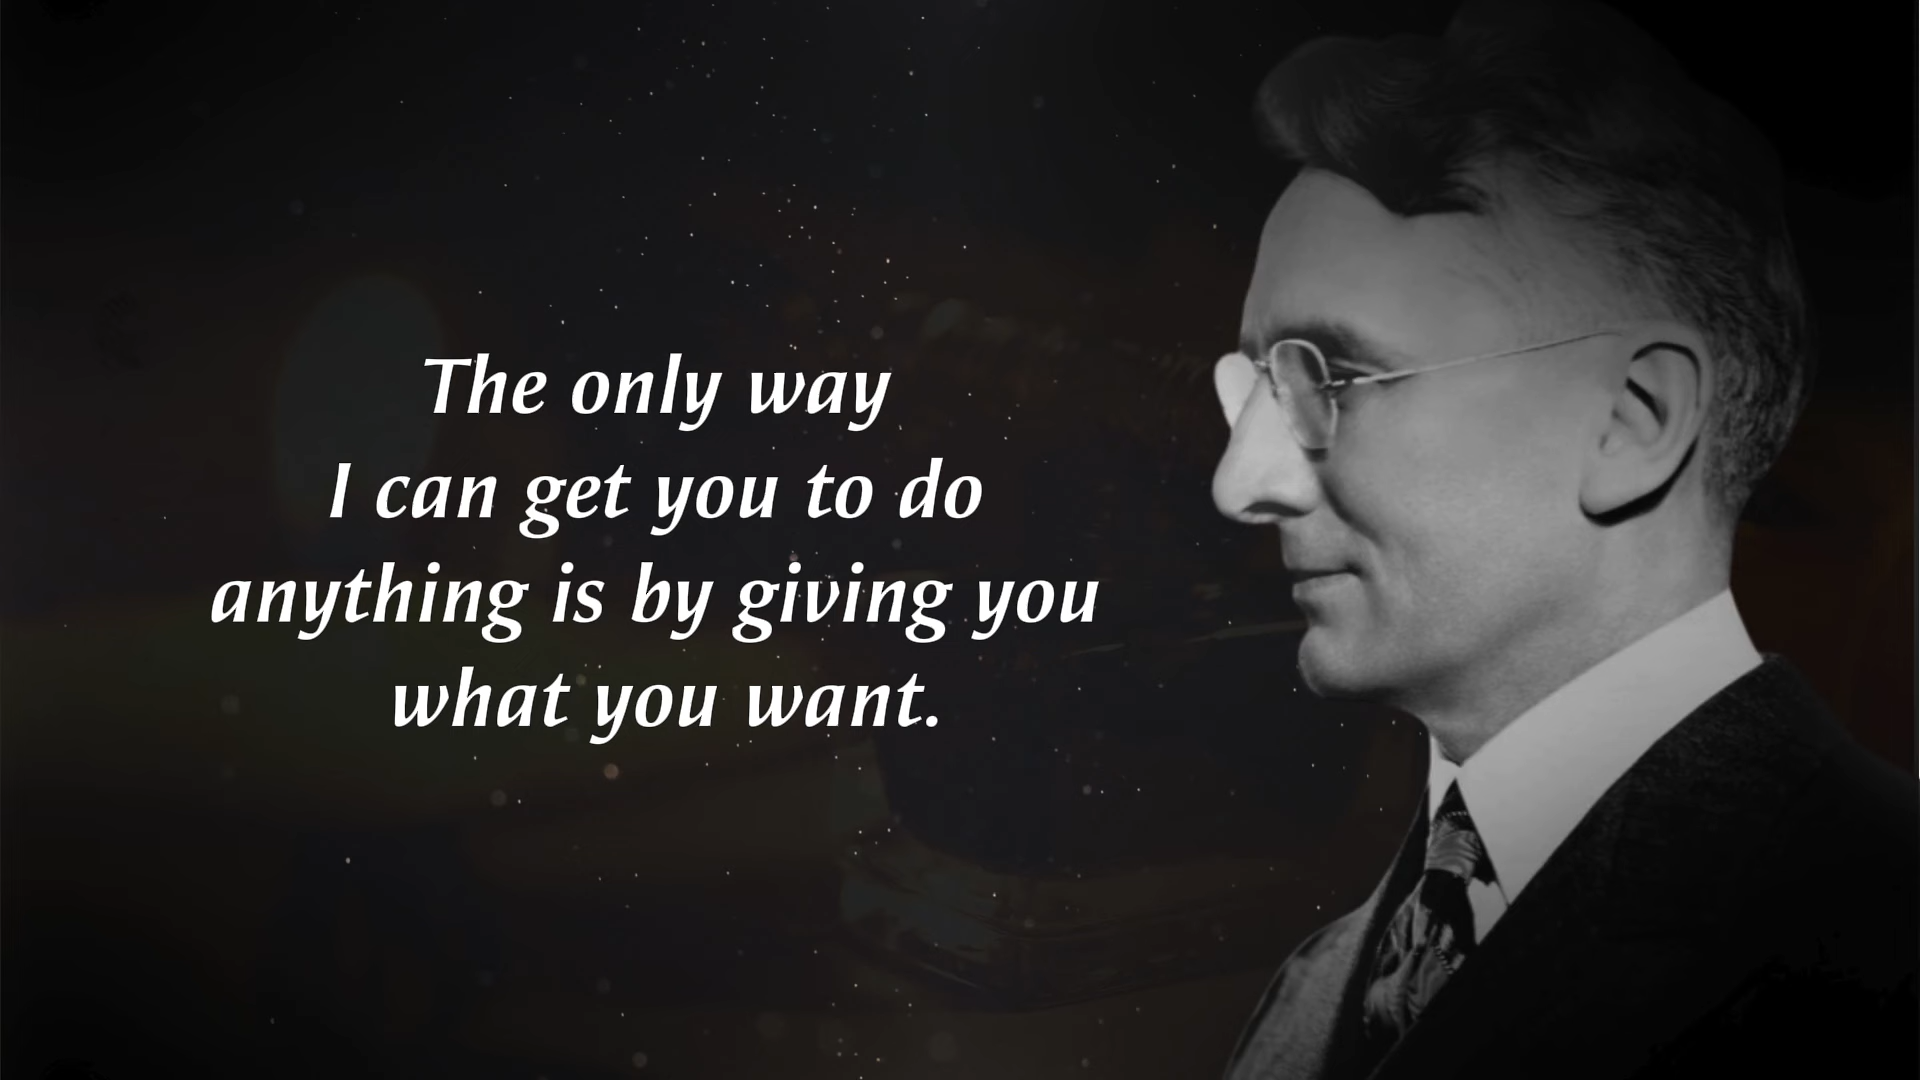 The only way
I can get you to do
anything is by giving you
what you want.